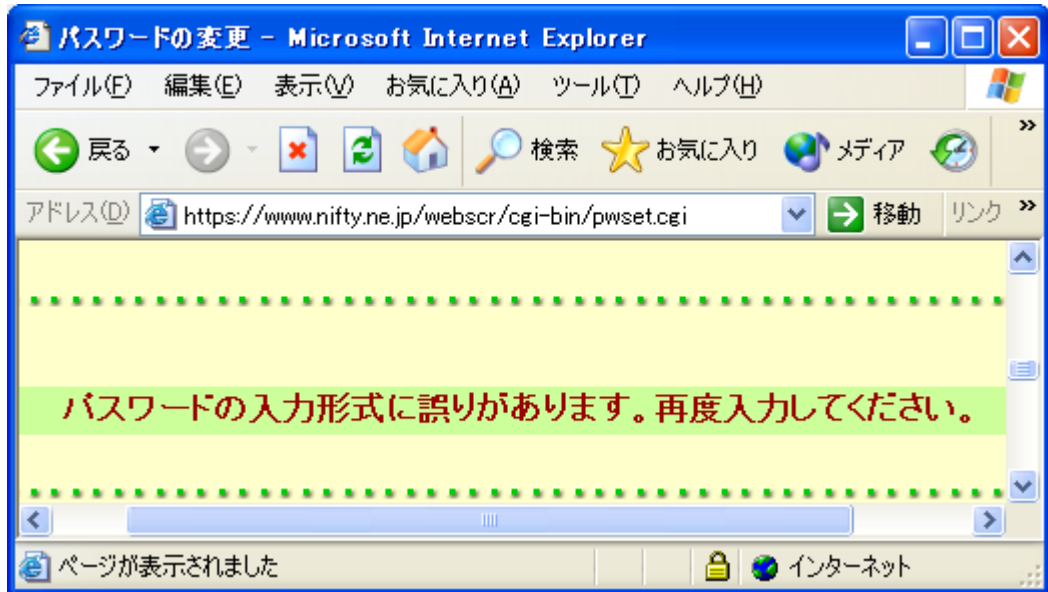 パスワードの変更 - Microsoft Internet Explorer
ファイル(F) 編集(E) 表示(V) お気に入り(A) ツール(T) ヘルプ(H)
戻る 検索 お気に入り メディア »
アドレス(D) https://www.nifty.ne.jp/webscr/cgi-bin/pwset.cgi 移動 リンク »
パスワードの入力形式に誤りがあります。再度入力してください。
ページが表示されました インターネット